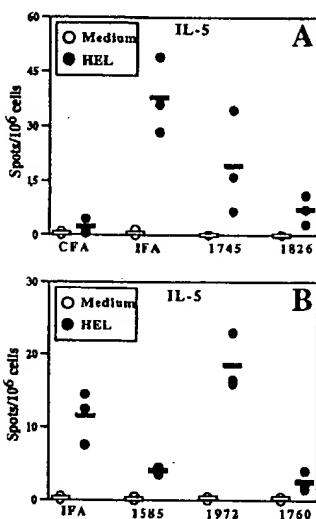 IL-5 A
Medium
HEL
Spots/10⁶ cells
60
45
30
15
0
CFA IFA 1745 1826
IL-5 B
Medium
HEL
Spots/10⁶ cells
30
20
10
0
IFA 1585 1972 1760